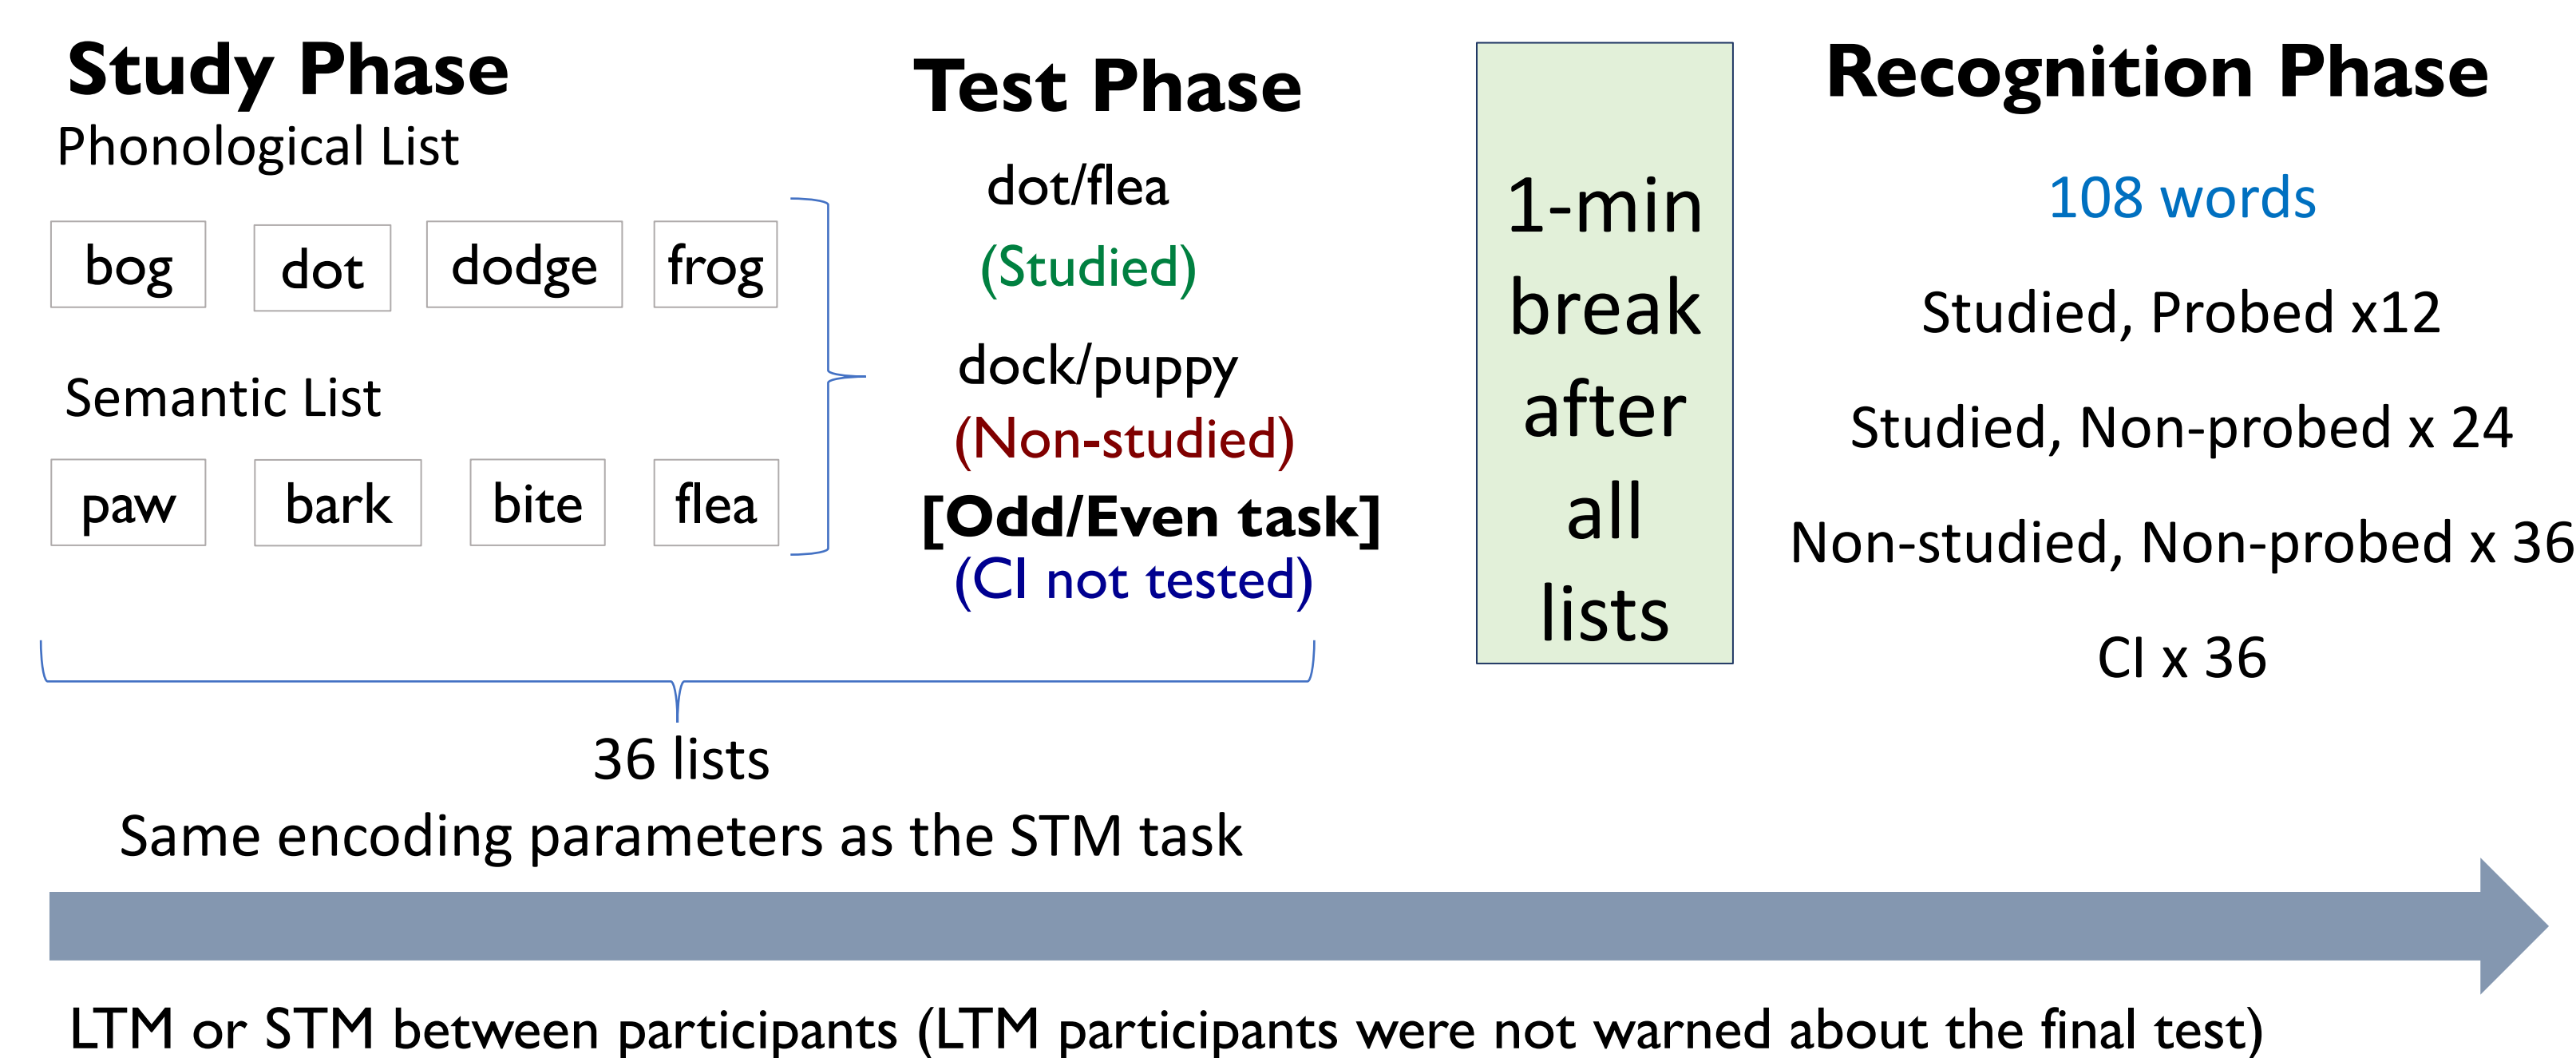 Study Phase
Phonological List
bog dot dodge frog
Semantic List
paw bark bite flea
Test Phase
dot/flea
(Studied)
dock/puppy
(Non-studied)
[Odd/Even task]
(CI not tested)
36 lists
Same encoding parameters as the STM task
1-min
break
after
all
lists
Recognition Phase
108 words
Studied, Probed x12
Studied, Non-probed x 24
Non-studied, Non-probed x 36
CI x 36
LTM or STM between participants (LTM participants were not warned about the final test)